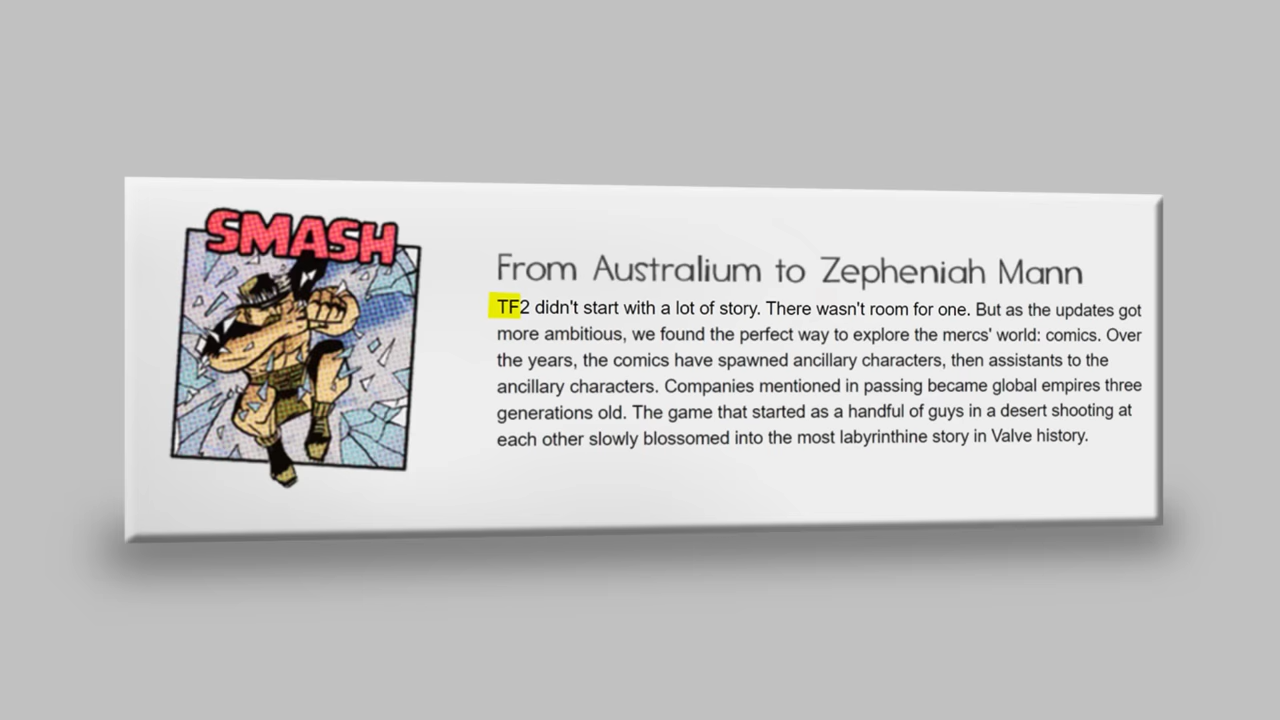 SMASH
From Australium to Zepheniah Mann
TF2 didn't start with a lot of story. There wasn't room for one. But as the updates got
more ambitious, we found the perfect way to explore the mercs' world: comics. Over
the years, the comics have spawned ancillary characters, then assistants to the
ancillary characters. Companies mentioned in passing became global empires three
generations old. The game that started as a handful of guys in a desert shooting at
each other slowly blossomed into the most labyrinthine story in Valve history.